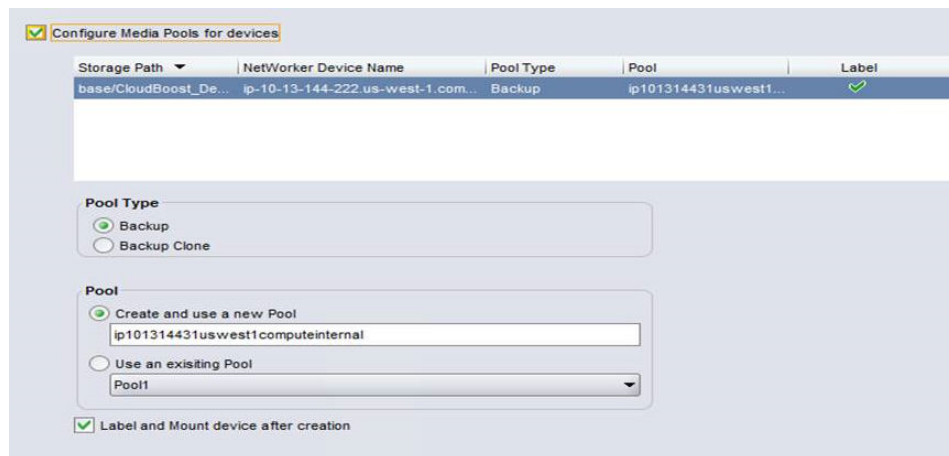 Configure Media Pools for devices
Storage Path NetWorker Device Name Pool Type Pool Label
base/CloudBoost_De... ip-10-13-144-222.us-west-1.com... Backup ip101314431uswest1...
Pool Type
Backup
Backup Clone
Pool
Create and use a new Pool
ip101314431uswest1computeinternal
Use an exisiting Pool
Pool1
Label and Mount device after creation